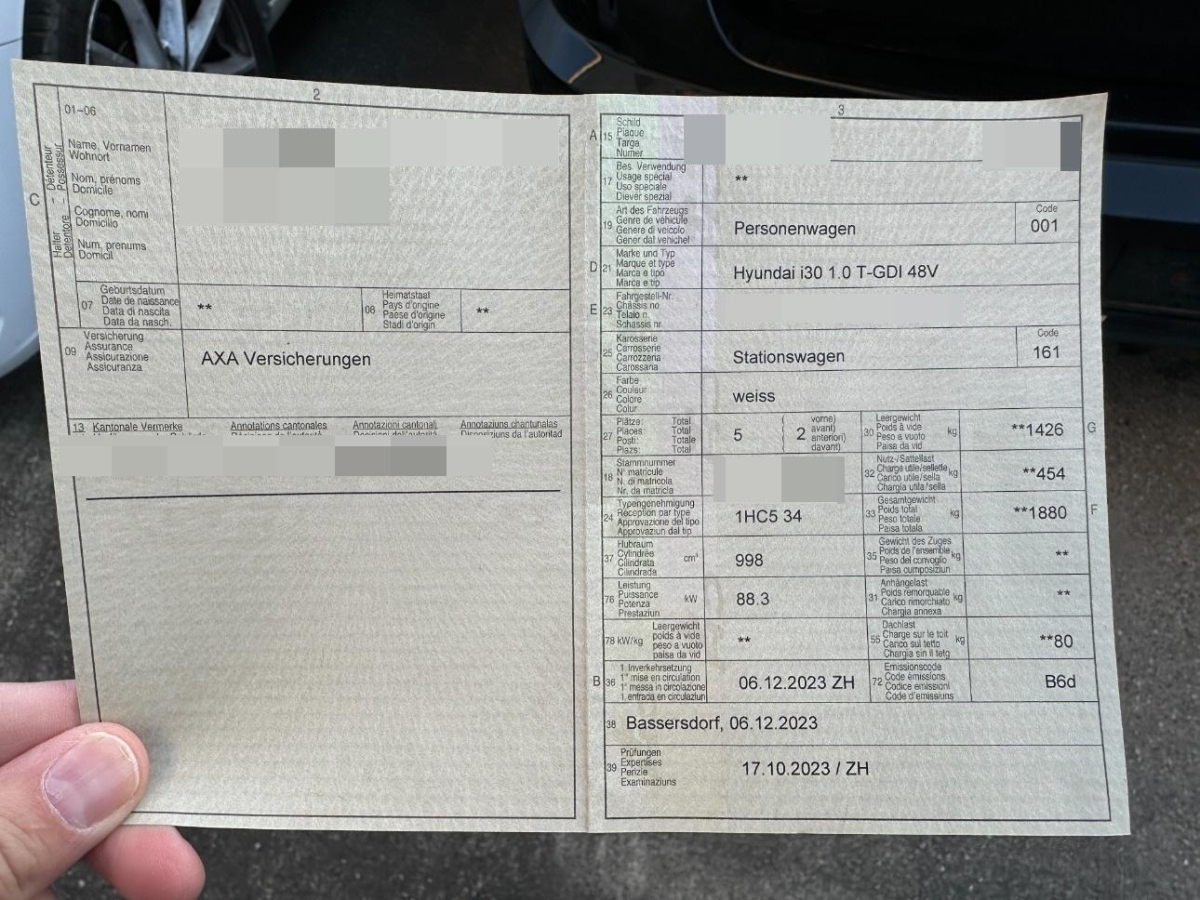 2
01-06
C
Halter - Détenteur
Detentore - Possessur
Name, Vornamen
Wohnort
Nom, prénoms
Domicile
Cognome, nomi
Domicilio
Num, prenums
Domicil
07
Geburtsdatum
Date de naissance
Data di nascita
Data da nasch.
**
08
Heimatstaat
Pays d'origine
Paese d'origine
Stadi d'origin
**
09
Versicherung
Assurance
Assicurazione
Assicuranza
AXA Versicherungen
13 Kantonale Vermerke Annotations cantonales Annotazioni cantonali Annotaziuns chantunalas
3
A 15
Schild
Plaque
Targa
Numer
17
Bes. Verwendung
Usage spécial
Uso speciale
Diever spezial
**
19
Art des Fahrzeugs
Genre de véhicule
Genere di veicolo
Gener dal vehichel
Personenwagen
Code
001
D 21
Marke und Typ
Marque et type
Marca e tipo
Marca e tip
Hyundai i30 1.0 T-GDI 48V
E 23
Fahrgestell-Nr.
Châssis no
Telaio n.
Schassis nr.
25
Karosserie
Carrosserie
Carrozzeria
Carossaria
Stationswagen
Code
161
26
Farbe
Couleur
Colore
Colur
weiss
27
Plätze: Total
Places: Total
Posti: Totale
Plazs: Total
5
( vorne)
2 avant)
( anteriori)
davant)
30
Leergewicht
Poids à vide
Peso a vuoto
Paisa da vid
kg
**1426
G
18
Stammnummer
N° matricule
N. di matricola
Nr. da matricla
32
Nutz-/Sattellast
Charge utile/sellette
Carico utile/sella
Chargia utila/sella
kg
**454
24
Typengenehmigung
Réception par type
Approvazione del tipo
Approvaziun dal tip
1HC5 34
33
Gesamtgewicht
Poids total
Peso totale
Paisa totala
kg
**1880
F
37
Hubraum
Cylindrée
Cilindrata
Cilindrada
cm³
998
35
Gewicht des Zuges
Poids de l'ensemble
Peso del convoglio
Paisa cumposiziun
kg
**
76
Leistung
Puissance
Potenza
Prestaziun
kW
88.3
31
Anhängelast
Poids remorquable
Carico rimorchiato
Chargia annexa
kg
**
78 kW/kg
Leergewicht
poids à vide
peso a vuoto
paisa da vid
**
55
Dachlast
Charge sur le toit
Carico sul tetto
Chargia sin il tetg
kg
**80
B 36
1. Inverkehrsetzung
1re mise en circulation
1a messa in circolazione
1. entrada en circulaziun
06.12.2023 ZH
72
Emissionscode
Code émissions
Codice emissioni
Code d'emissiuns
B6d
38 Bassersdorf, 06.12.2023
39
Prüfungen
Expertises
Perizie
Examinaziuns
17.10.2023 / ZH